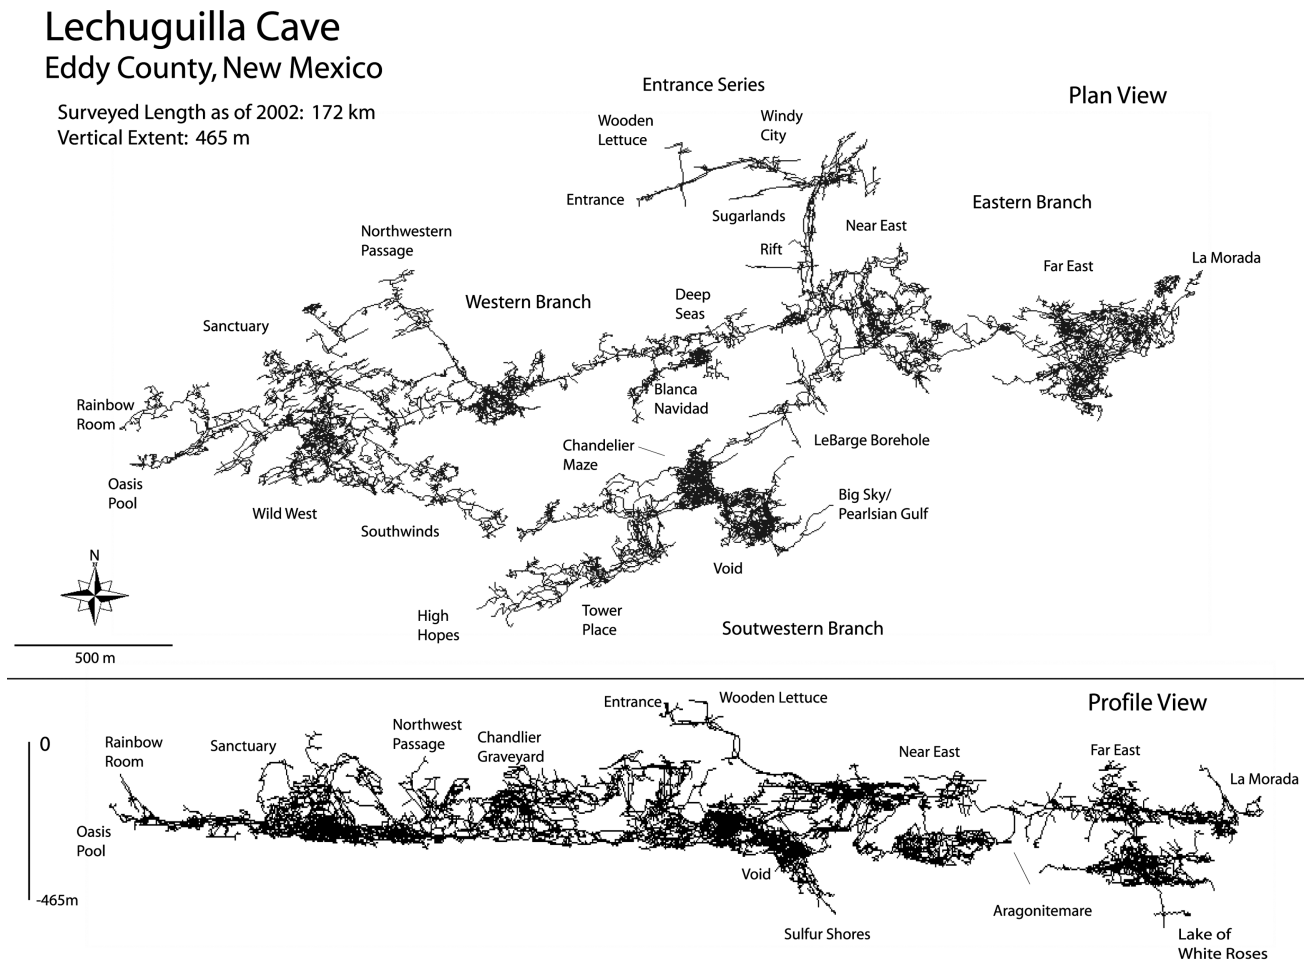 Lechuguilla Cave
Eddy County, New Mexico
Surveyed Length as of 2002: 172 km
Vertical Extent: 465 m
Entrance Series
Plan View
Wooden
Lettuce
Windy
City
Entrance
Sugarlands
Eastern Branch
Northwestern
Passage
Rift
Near East
Far East
La Morada
Western Branch
Deep
Seas
Sanctuary
Blanca
Navidad
Rainbow
Room
Chandelier
Maze
LeBarge Borehole
Oasis
Pool
Wild West
Southwinds
Big Sky/
Pearlsian Gulf
N
Void
High
Hopes
Tower
Place
Soutwestern Branch
500 m
Profile View
Entrance
Wooden Lettuce
0
Rainbow
Room
Sanctuary
Northwest
Passage
Chandlier
Graveyard
Near East
Far East
La Morada
Oasis
Pool
Void
-465m
Aragonitemare
Sulfur Shores
Lake of
White Roses